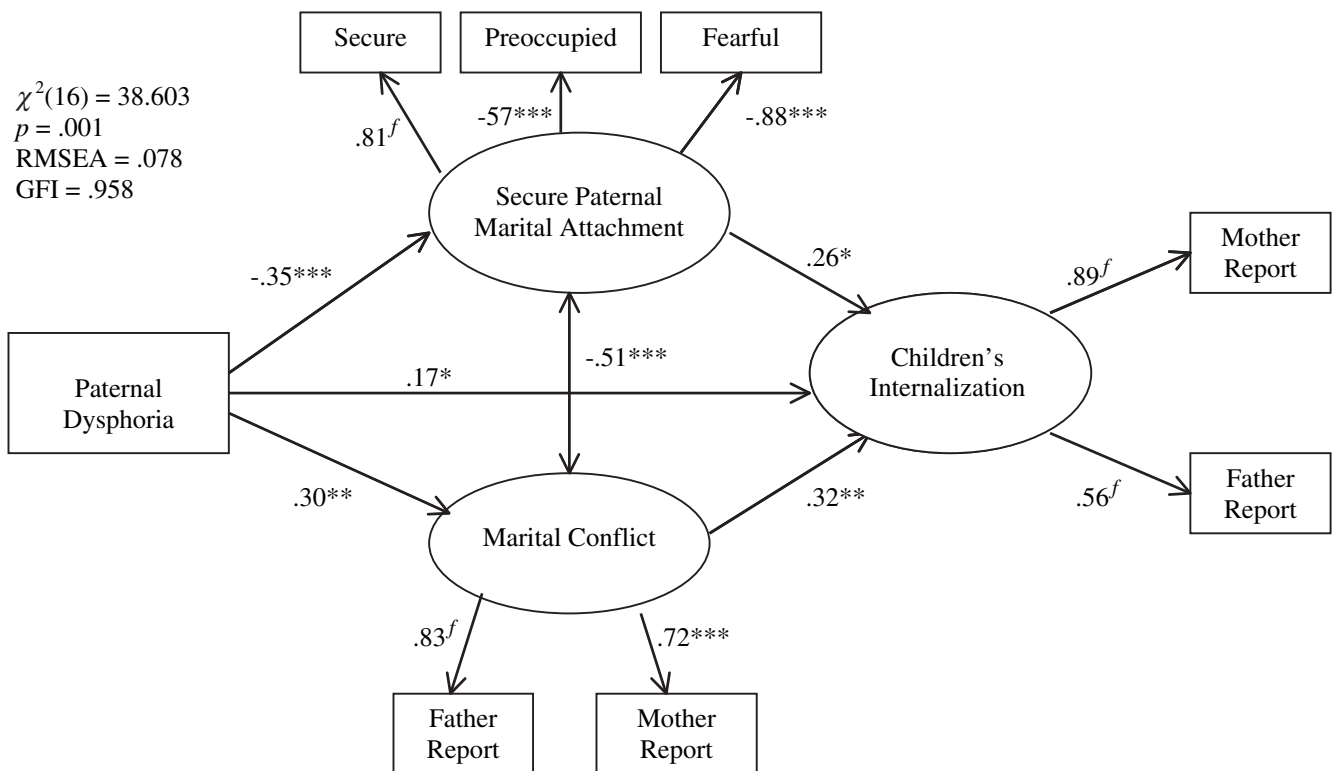 Secure
Preoccupied
Fearful
χ²(16) = 38.603
p = .001
RMSEA = .078
GFI = .958
.81ᶠ
-57***
-.88***
Secure Paternal
Marital Attachment
-.35***
.26*
Mother
Report
.89ᶠ
Paternal
Dysphoria
.17*
-.51***
Children's
Internalization
.30**
.32**
.56ᶠ
Father
Report
Marital Conflict
.83ᶠ
.72***
Father
Report
Mother
Report